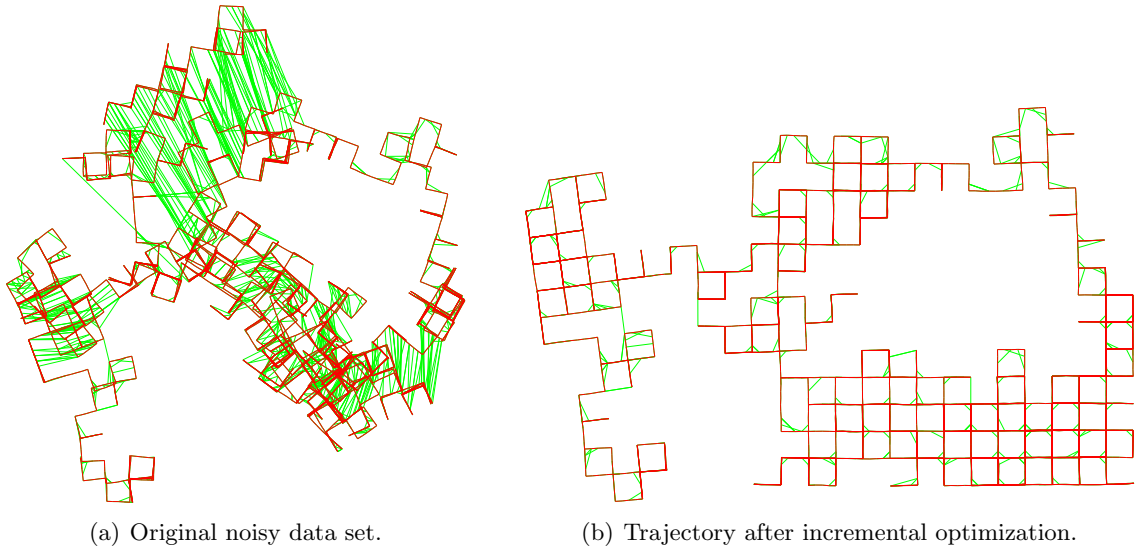 (a) Original noisy data set.
(b) Trajectory after incremental optimization.